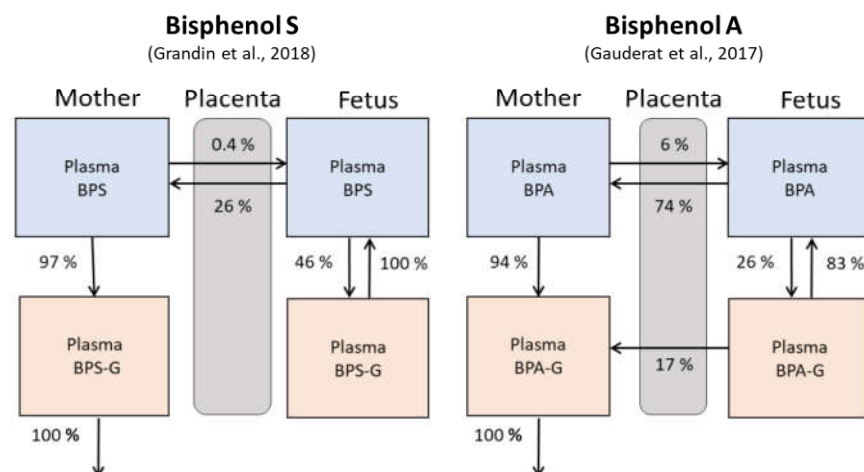 Bisphenol S
(Grandin et al., 2018)
Mother
Placenta
Fetus
Plasma
BPS
0.4 %
26 %
Plasma
BPS
97 %
46 %
100 %
Plasma
BPS-G
Plasma
BPS-G
100 %
Bisphenol A
(Gauderat et al., 2017)
Mother
Placenta
Fetus
Plasma
BPA
6 %
74 %
Plasma
BPA
94 %
26 %
83 %
Plasma
BPA-G
17 %
Plasma
BPA-G
100 %